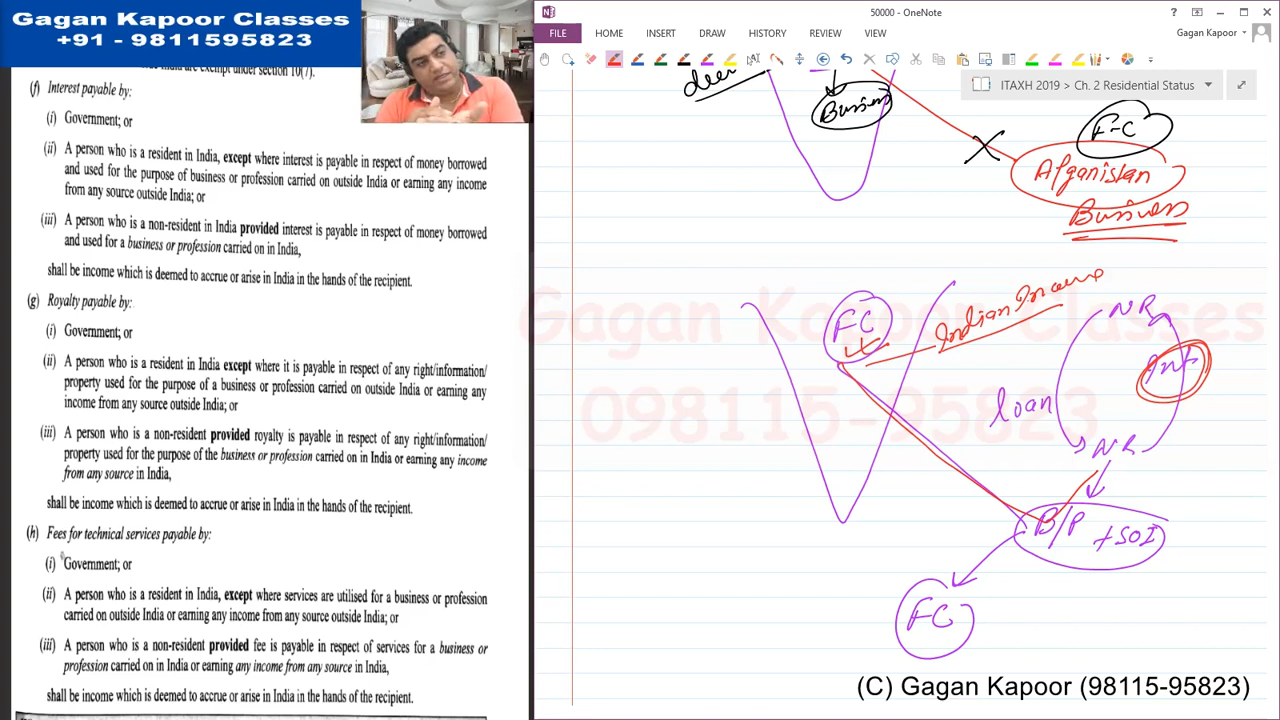 Gagan Kapoor Classes
+91 - 9811595823
are exempt under section 10(7).
(f) Interest payable by:
(i) Government; or
(ii) A person who is a resident in India, except where interest is payable in respect of money borrowed
and used for the purpose of business or profession carried on outside India or earning any income
from any source outside India; or
(iii) A person who is a non-resident in India provided interest is payable in respect of money borrowed
and used for a business or profession carried on in India,
shall be income which is deemed to accrue or arise in India in the hands of the recipient.
(g) Royalty payable by:
(i) Government; or
(ii) A person who is a resident in India except where it is payable in respect of any right/information/
property used for the purpose of a business or profession carried on outside India or earning any
income from any source outside India; or
(iii) A person who is a non-resident provided royalty is payable in respect of any right/information/
property used for the purpose of the business or profession carried on in India or earning any income
from any source in India,
shall be income which is deemed to accrue or arise in India in the hands of the recipient.
(h) Fees for technical services payable by:
(i) Government; or
(ii) A person who is a resident in India, except where services are utilised for a business or profession
carried on outside India or earning any income from any source outside India; or
(iii) A person who is a non-resident provided fee is payable in respect of services for a business or
profession carried on in India or earning any income from any source in India,
shall be income which is deemed to accrue or arise in India in the hands of the recipient.
50000 - OneNote
FILE HOME INSERT DRAW HISTORY REVIEW VIEW
Gagan Kapoor
ITAXH 2019 > Ch. 2 Residential Status
Business
F-C
Afganistan
Business
Gagan Kapoor Classes
098115-95823
FC
Indian Income
NR
Int
loan
NR
B/P + SOI
FC
(C) Gagan Kapoor (98115-95823)